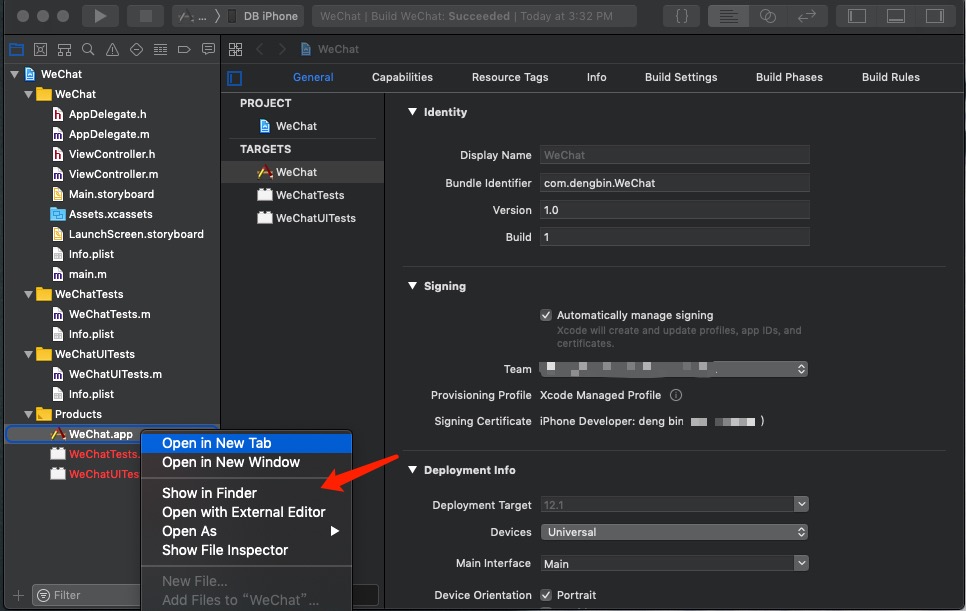 DB iPhone
WeChat | Build WeChat: Succeeded | Today at 3:32 PM
WeChat
General Capabilities Resource Tags Info Build Settings Build Phases Build Rules
WeChat
WeChat
AppDelegate.h
AppDelegate.m
ViewController.h
ViewController.m
Main.storyboard
Assets.xcassets
LaunchScreen.storyboard
Info.plist
main.m
WeChatTests
WeChatTests.m
Info.plist
WeChatUITests
WeChatUITests.m
Info.plist
Products
WeChat.app
WeChatTests.
WeChatUITes
Filter
PROJECT
WeChat
TARGETS
WeChat
WeChatTests
WeChatUITests
Identity
Display Name WeChat
Bundle Identifier com.dengbin.WeChat
Version 1.0
Build 1
Signing
Automatically manage signing
Xcode will create and update profiles, app IDs, and
certificates.
Team
Provisioning Profile Xcode Managed Profile
Signing Certificate iPhone Developer: deng bin )
Deployment Info
Deployment Target 12.1
Devices Universal
Main Interface Main
Device Orientation Portrait
Open in New Tab
Open in New Window
Show in Finder
Open with External Editor
Open As
Show File Inspector
New File...
Add Files to “WeChat”...